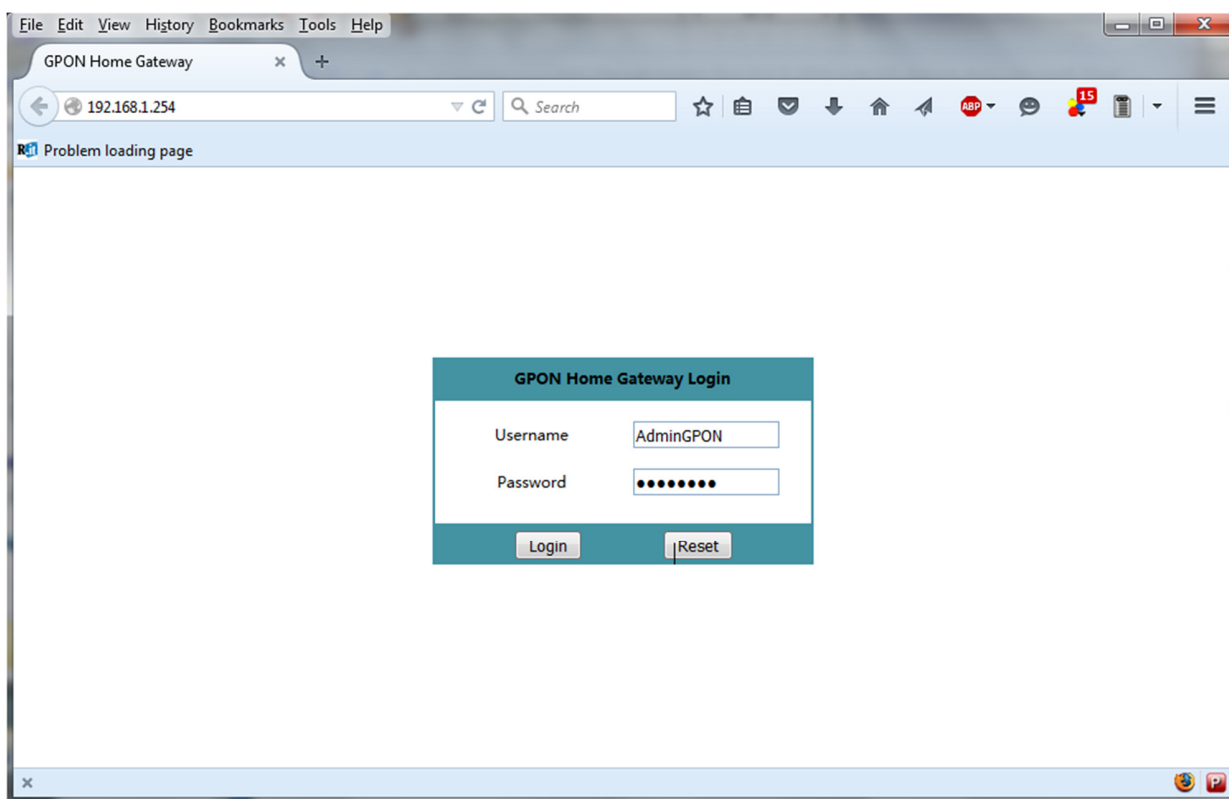 File Edit View History Bookmarks Tools Help
GPON Home Gateway
192.168.1.254
Search
ABP
15
Problem loading page
GPON Home Gateway Login
Username AdminGPON
Password ••••••••
Login Reset